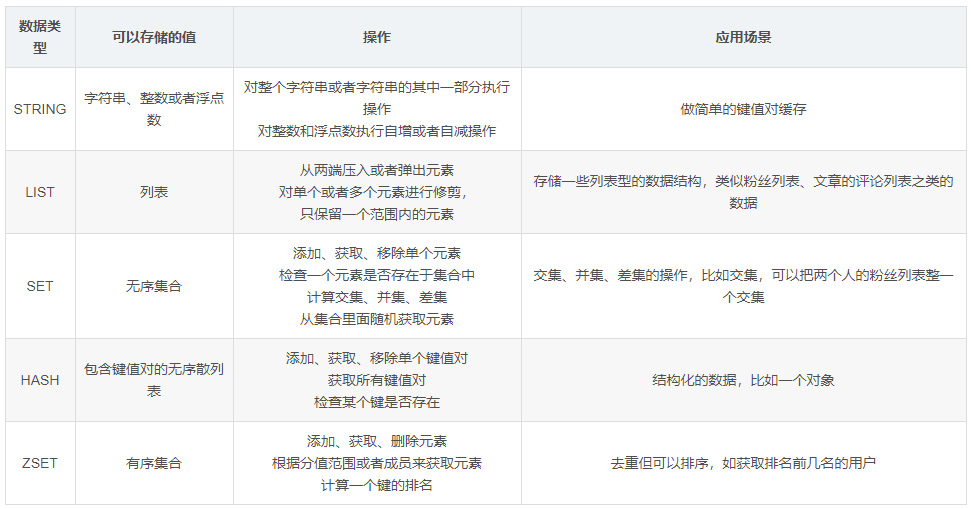 数据类
型
可以存储的值
操作
应用场景
STRING
字符串、整数或者浮点
数
对整个字符串或者字符串的其中一部分执行
操作
对整数和浮点数执行自增或者自减操作
做简单的键值对缓存
LIST
列表
从两端压入或者弹出元素
对单个或者多个元素进行修剪，
只保留一个范围内的元素
存储一些列表型的数据结构，类似粉丝列表、文章的评论列表之类的
数据
SET
无序集合
添加、获取、移除单个元素
检查一个元素是否存在于集合中
计算交集、并集、差集
从集合里面随机获取元素
交集、并集、差集的操作，比如交集，可以把两个人的粉丝列表整一
个交集
HASH
包含键值对的无序散列
表
添加、获取、移除单个键值对
获取所有键值对
检查某个键是否存在
结构化的数据，比如一个对象
ZSET
有序集合
添加、获取、删除元素
根据分值范围或者成员来获取元素
计算一个键的排名
去重但可以排序，如获取排名前几名的用户